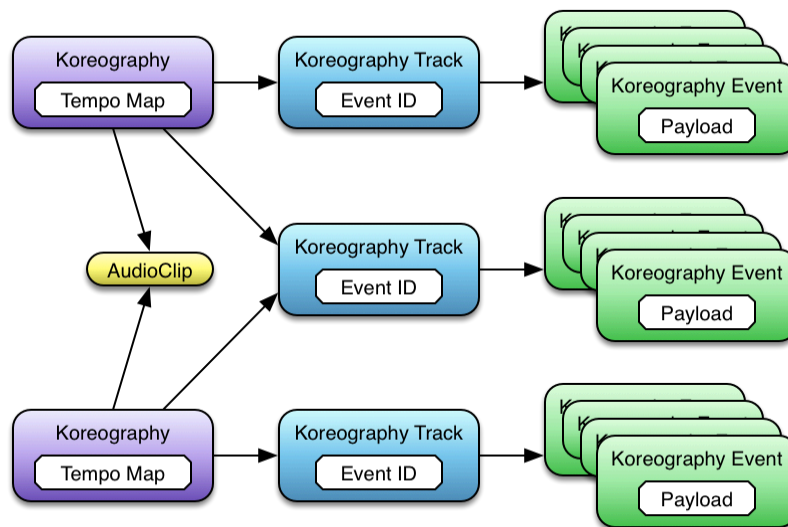 Koreography
Tempo Map
Koreography Track
Event ID
Koreography Event
Payload
AudioClip
Koreography Track
Event ID
Koreography Event
Payload
Koreography
Tempo Map
Koreography Track
Event ID
Koreography Event
Payload